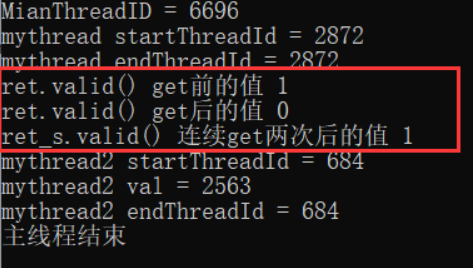 MianThreadID = 6696
mythread startThreadId = 2872
mythread endThreadId = 2872
ret.valid() get前的值 1
ret.valid() get后的值 0
ret_s.valid() 连续get两次后的值 1
mythread2 startThreadId = 684
mythread2 val = 2563
mythread2 endThreadId = 684
主线程结束